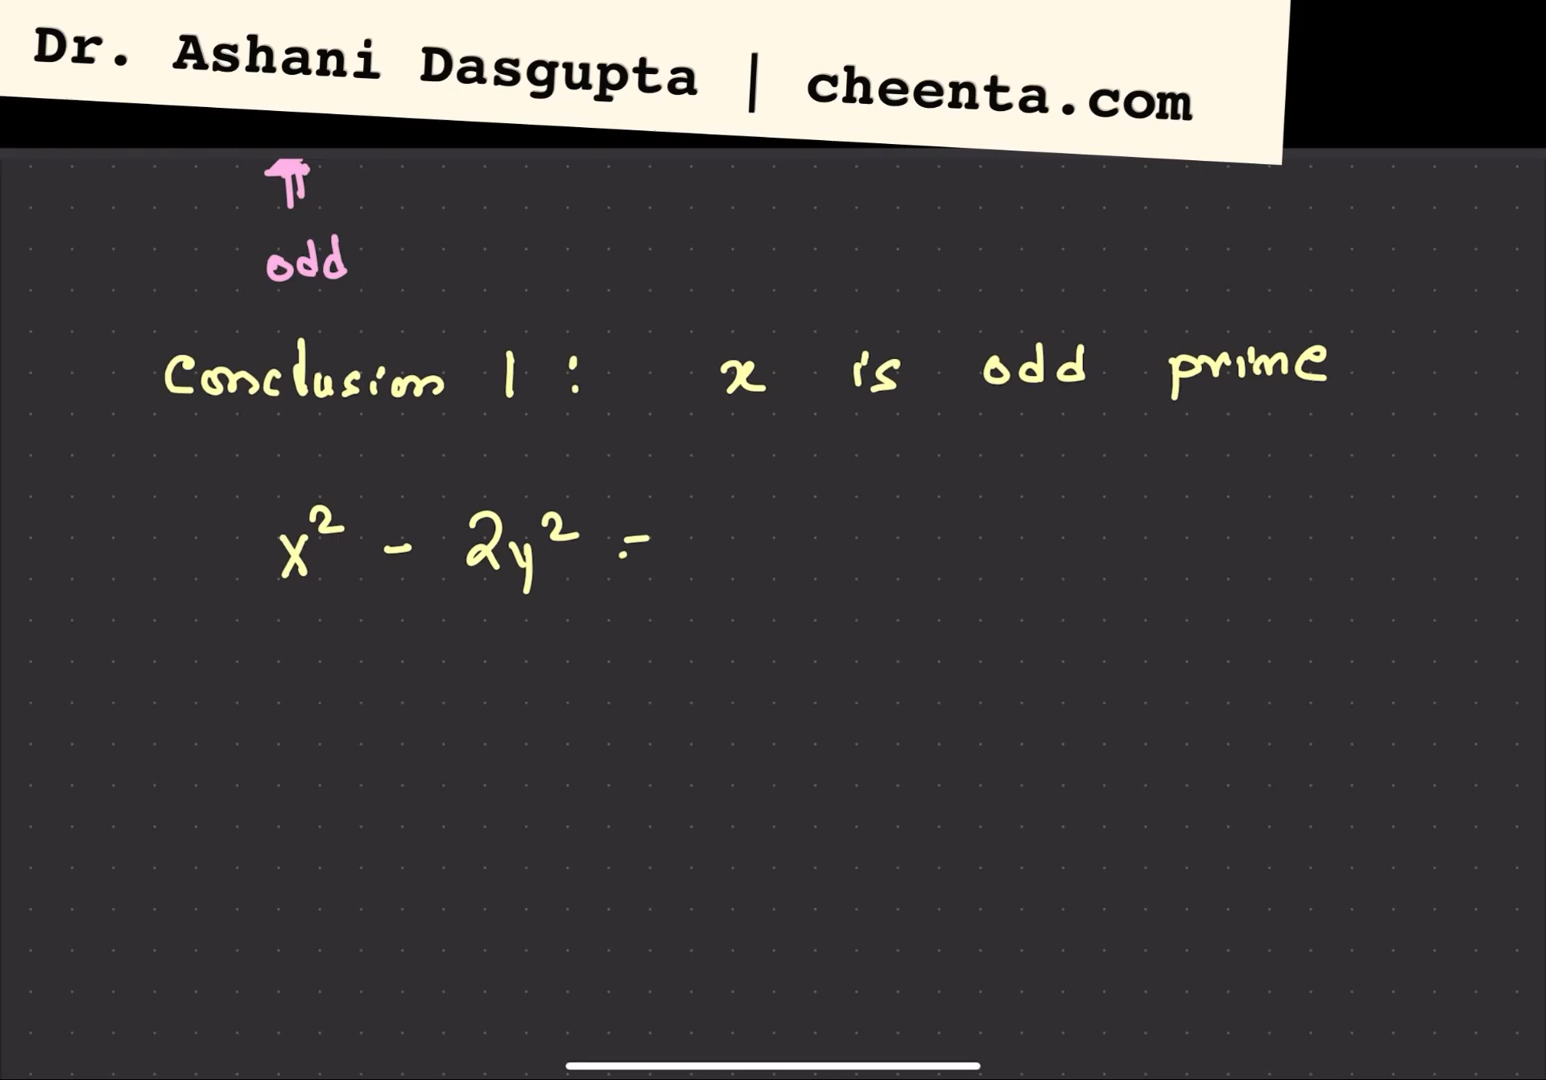 Dr. Ashani Dasgupta | cheenta.com
odd
Conclusion 1 : x is odd prime
x² - 2y² =